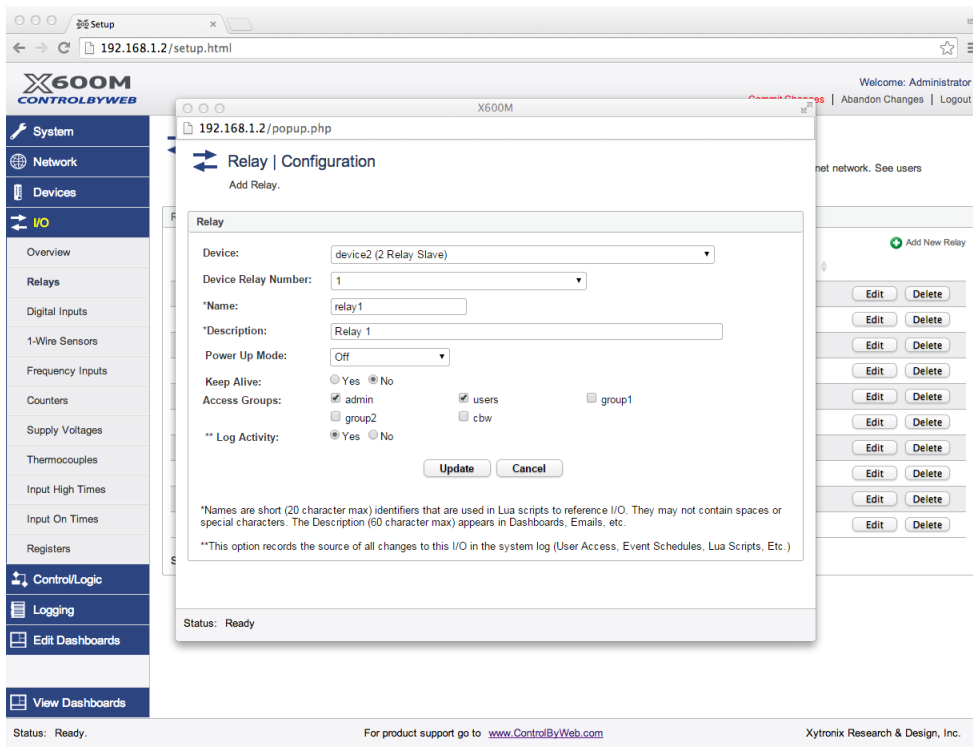 Setup
192.168.1.2/setup.html
X600M
CONTROLBYWEB
Welcome: Administrator
Commit Changes | Abandon Changes | Logout
System
Network
Devices
I/O
Overview
Relays
Digital Inputs
1-Wire Sensors
Frequency Inputs
Counters
Supply Voltages
Thermocouples
Input High Times
Input On Times
Registers
Control/Logic
Logging
Edit Dashboards
View Dashboards
X600M
192.168.1.2/popup.php
Relay | Configuration
Add Relay.
Relay
Device: device2 (2 Relay Slave)
Device Relay Number: 1
*Name: relay1
*Description: Relay 1
Power Up Mode: Off
Keep Alive: Yes No
Access Groups: admin users group1
group2 cbw
** Log Activity: Yes No
Update Cancel
*Names are short (20 character max) identifiers that are used in Lua scripts to reference I/O. They may not contain spaces or
special characters. The Description (60 character max) appears in Dashboards, Emails, etc.
**This option records the source of all changes to this I/O in the system log (User Access, Event Schedules, Lua Scripts, Etc.)
Status: Ready
net network. See users
Add New Relay
Edit Delete
Edit Delete
Edit Delete
Edit Delete
Edit Delete
Edit Delete
Edit Delete
Edit Delete
Edit Delete
Edit Delete
Status: Ready.
For product support go to www.ControlByWeb.com
Xytronix Research & Design, Inc.